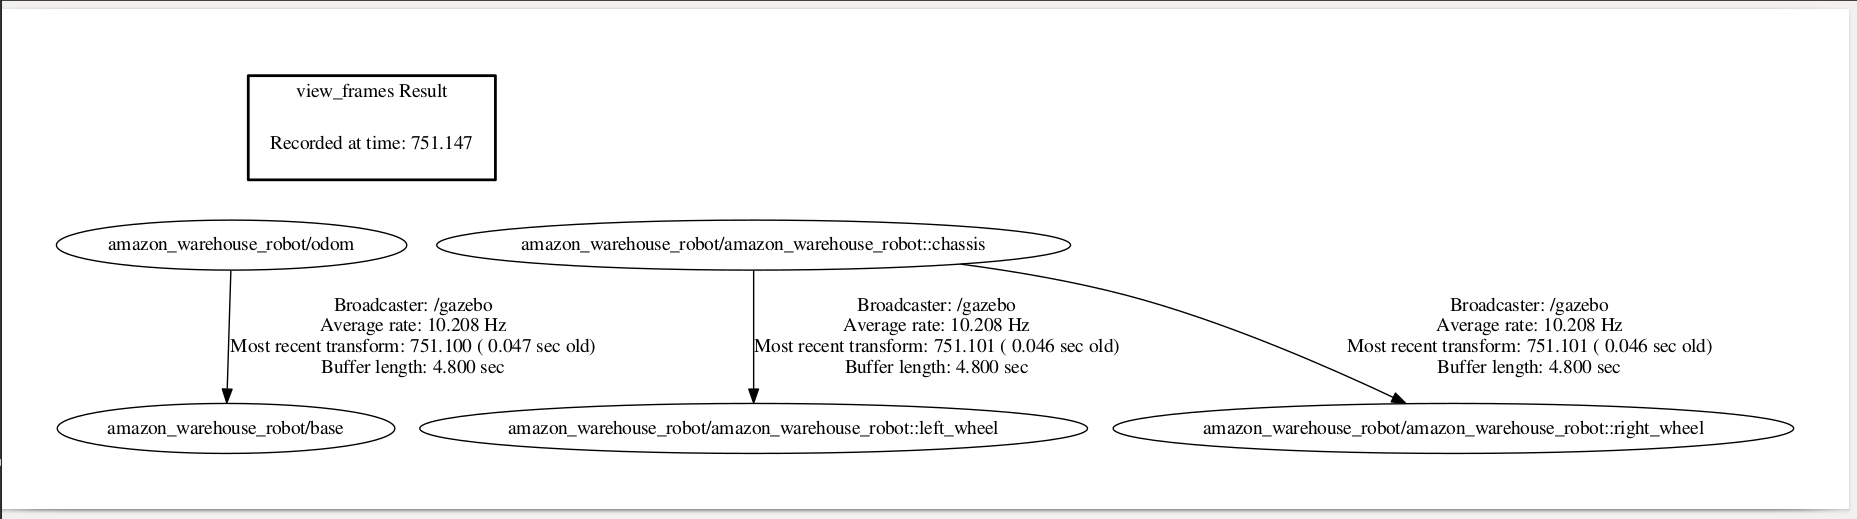 view_frames Result
Recorded at time: 751.147
amazon_warehouse_robot/odom
amazon_warehouse_robot/amazon_warehouse_robot::chassis
Broadcaster: /gazebo
Average rate: 10.208 Hz
Most recent transform: 751.100 ( 0.047 sec old)
Buffer length: 4.800 sec
Broadcaster: /gazebo
Average rate: 10.208 Hz
Most recent transform: 751.101 ( 0.046 sec old)
Buffer length: 4.800 sec
Broadcaster: /gazebo
Average rate: 10.208 Hz
Most recent transform: 751.101 ( 0.046 sec old)
Buffer length: 4.800 sec
amazon_warehouse_robot/base
amazon_warehouse_robot/amazon_warehouse_robot::left_wheel
amazon_warehouse_robot/amazon_warehouse_robot::right_wheel